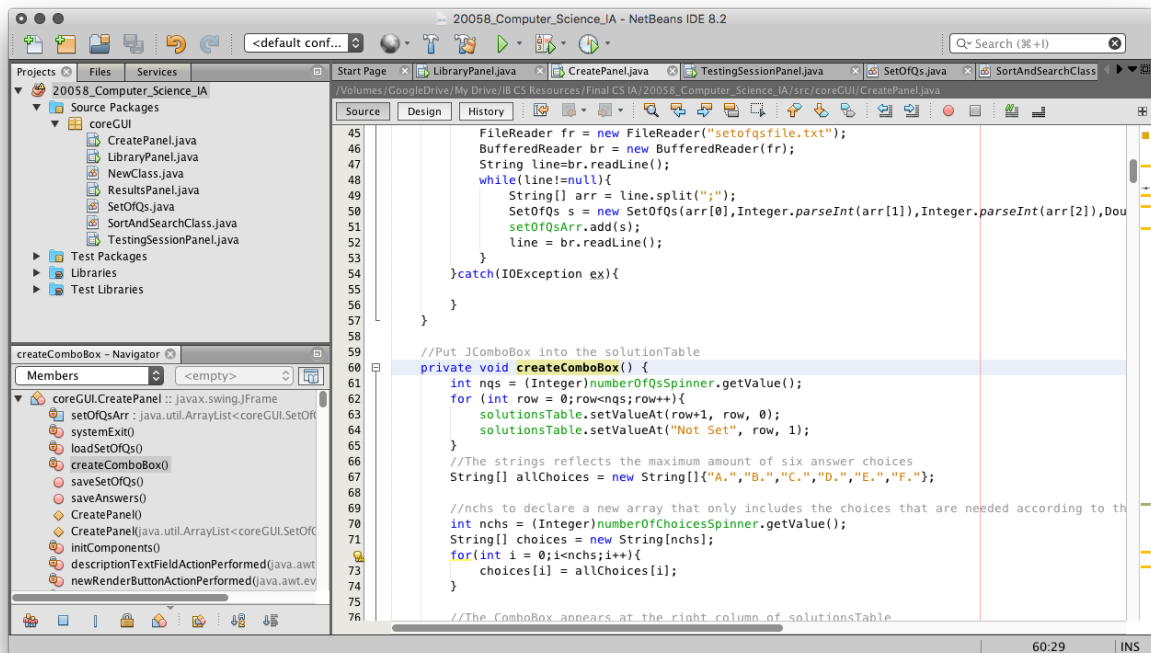 20058_Computer_Science_IA - NetBeans IDE 8.2
<default conf...
Search (⌘+I)
Projects Files Services
20058_Computer_Science_IA
Source Packages
coreGUI
CreatePanel.java
LibraryPanel.java
NewClass.java
ResultsPanel.java
SetOfQs.java
SortAndSearchClass.java
TestingSessionPanel.java
Test Packages
Libraries
Test Libraries
createComboBox - Navigator
Members <empty>
coreGUI.CreatePanel :: javax.swing.JFrame
setOfQsArr : java.util.ArrayList<coreGUI.SetOf
systemExit()
loadSetOfQs()
createComboBox()
saveSetOfQs()
saveAnswers()
CreatePanel()
CreatePanel(java.util.ArrayList<coreGUI.SetOf
initComponents()
descriptionTextFieldActionPerformed(java.awt
newRenderButtonActionPerformed(java.awt.ev
Start Page LibraryPanel.java CreatePanel.java TestingSessionPanel.java SetOfQs.java SortAndSearchClass
/Volumes/GoogleDrive/My Drive/IB CS Resources/Final CS IA/20058_Computer_Science_IA/src/coreGUI/CreatePanel.java
Source Design History
45 FileReader fr = new FileReader("setofqsfile.txt");
46 BufferedReader br = new BufferedReader(fr);
47 String line=br.readLine();
48 while(line!=null){
49 String[] arr = line.split(";");
50 SetOfQs s = new SetOfQs(arr[0],Integer.parseInt(arr[1]),Integer.parseInt(arr[2]),Dou
51 setOfQsArr.add(s);
52 line = br.readLine();
53 }
54 }catch(IOException ex){
55
56 }
57 }
58
59 //Put JComboBox into the solutionTable
60 private void createComboBox() {
61 int nqs = (Integer)numberOfQsSpinner.getValue();
62 for (int row = 0;row<nqs;row++){
63 solutionsTable.setValueAt(row+1, row, 0);
64 solutionsTable.setValueAt("Not Set", row, 1);
65 }
66 //The strings reflects the maximum amount of six answer choices
67 String[] allChoices = new String[]{"A.","B.","C.","D.","E.","F."};
68
69 //nchs to declare a new array that only includes the choices that are needed according to th
70 int nchs = (Integer)numberOfChoicesSpinner.getValue();
71 String[] choices = new String[nchs];
for(int i = 0;i<nchs;i++){
73 choices[i] = allChoices[i];
74 }
75
76 //The ComboBox appears at the right column of solutionsTable
60:29 INS